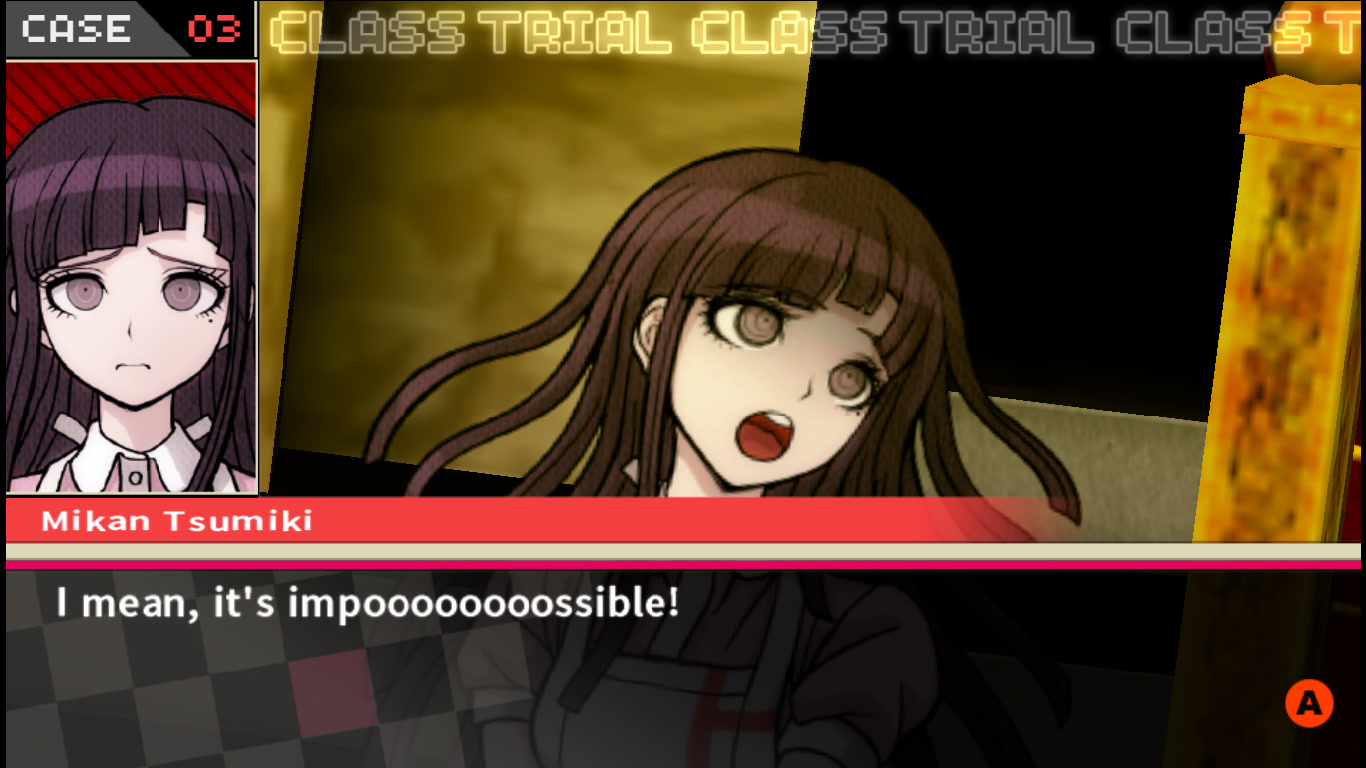 CASE 03
CLASS TRIAL CLASS TRIAL CLASS T
Mikan Tsumiki
I mean, it's impoooooooossible!
A